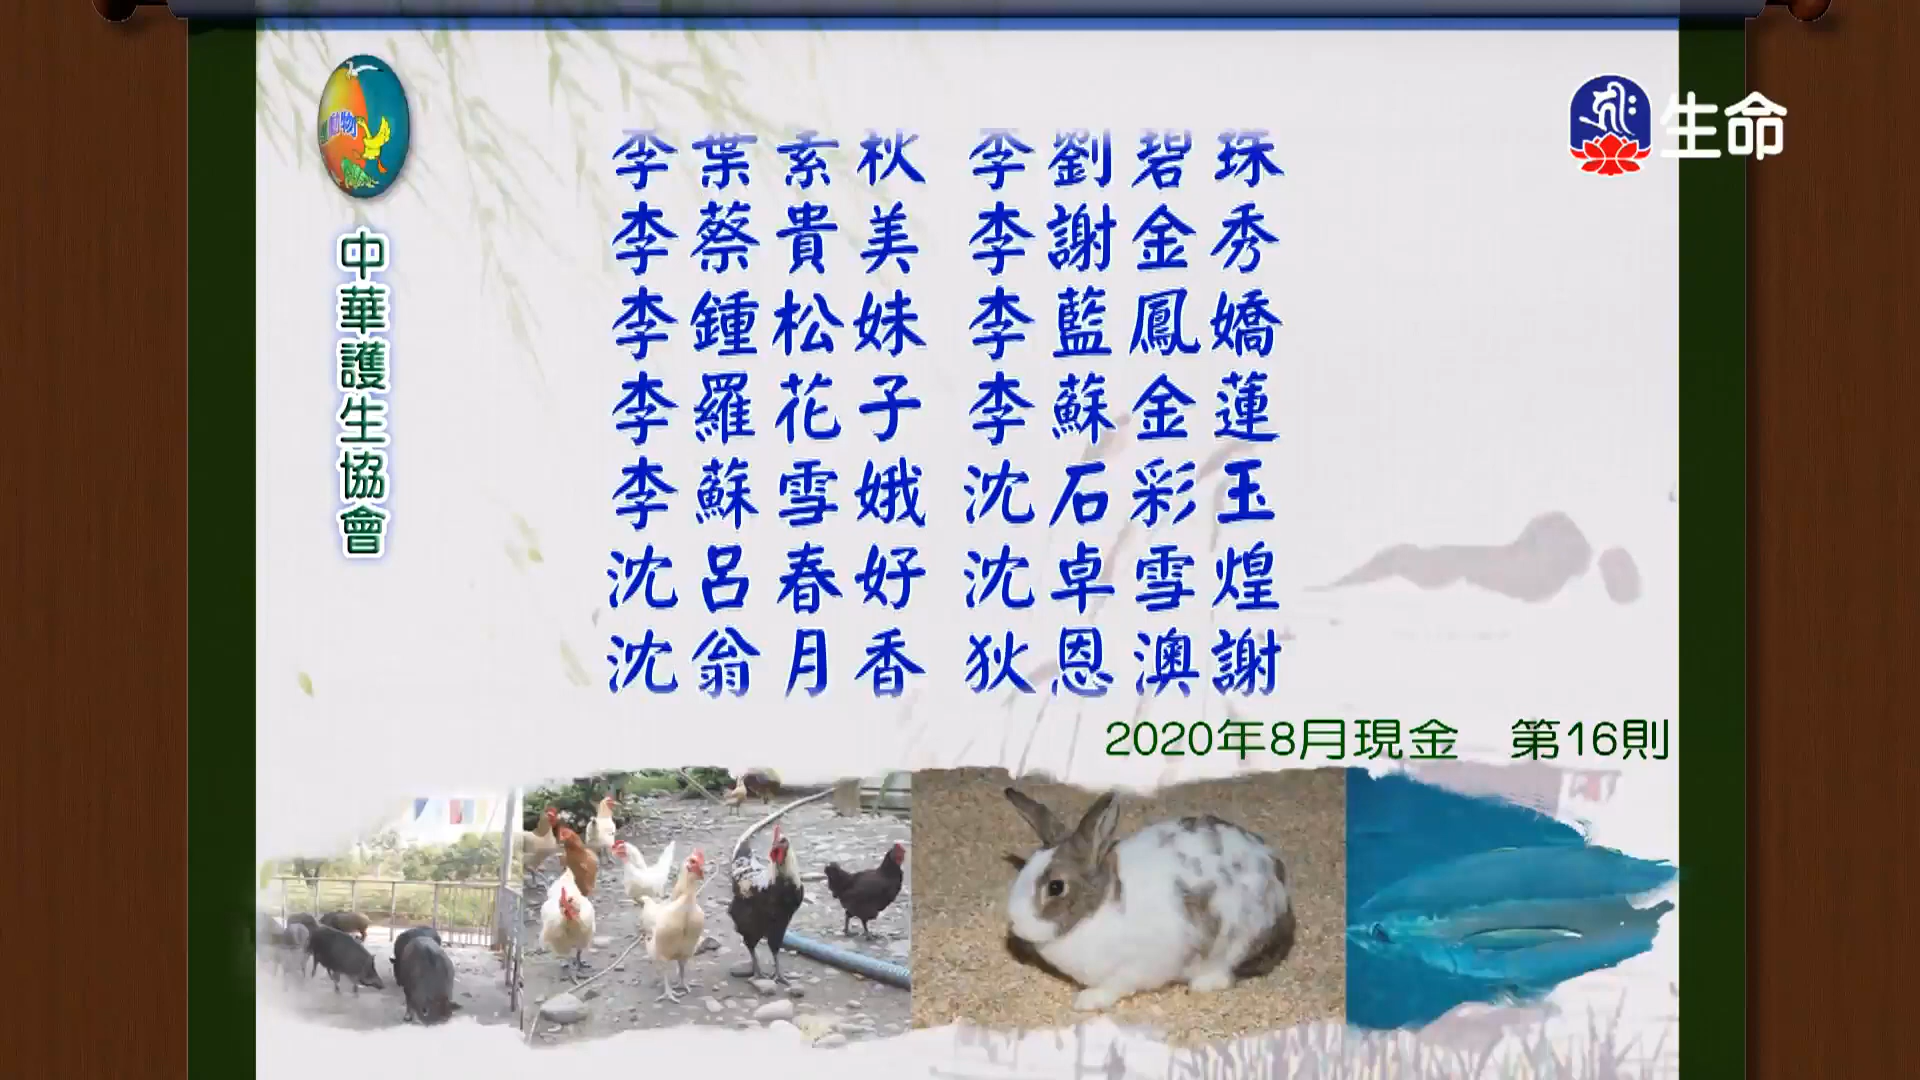 動物
生命
中華護生協會
李葉素秋 李劉碧珠
李蔡貴美 李謝金秀
李鍾松妹 李藍鳳嬌
李羅花子 李蘇金蓮
李蘇雪娥 沈石彩玉
沈呂春好 沈卓雪煌
沈翁月香 狄恩澳謝
2020年8月現金 第16則